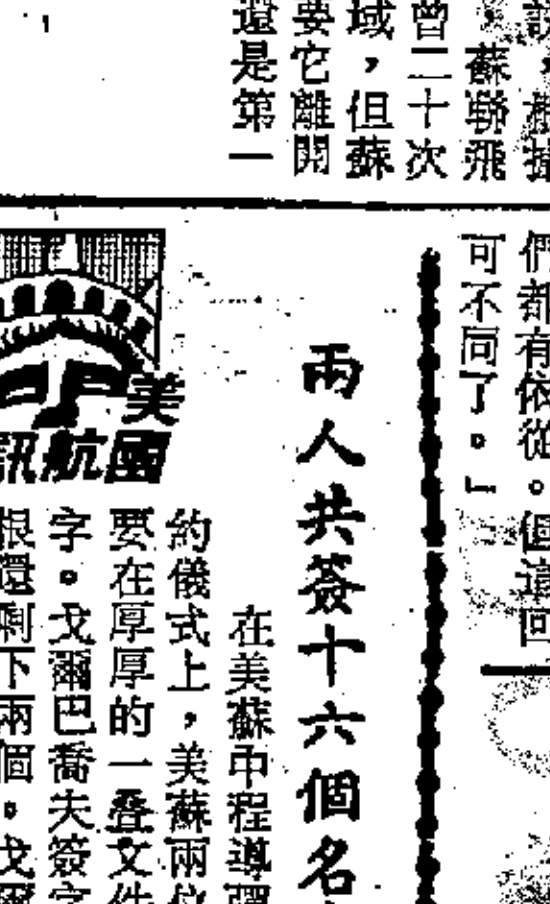 ，蘇聯飛
曾二十次
域，但蘇
要它離開
還是第一
們都有依從。但這回
可不同了。」
兩人共簽十六個名
美國航訊
在美蘇中程導彈
約儀式上，美蘇兩位
要在厚厚的一叠文件
字。戈爾巴喬夫簽字
根還剩下兩個。戈爾